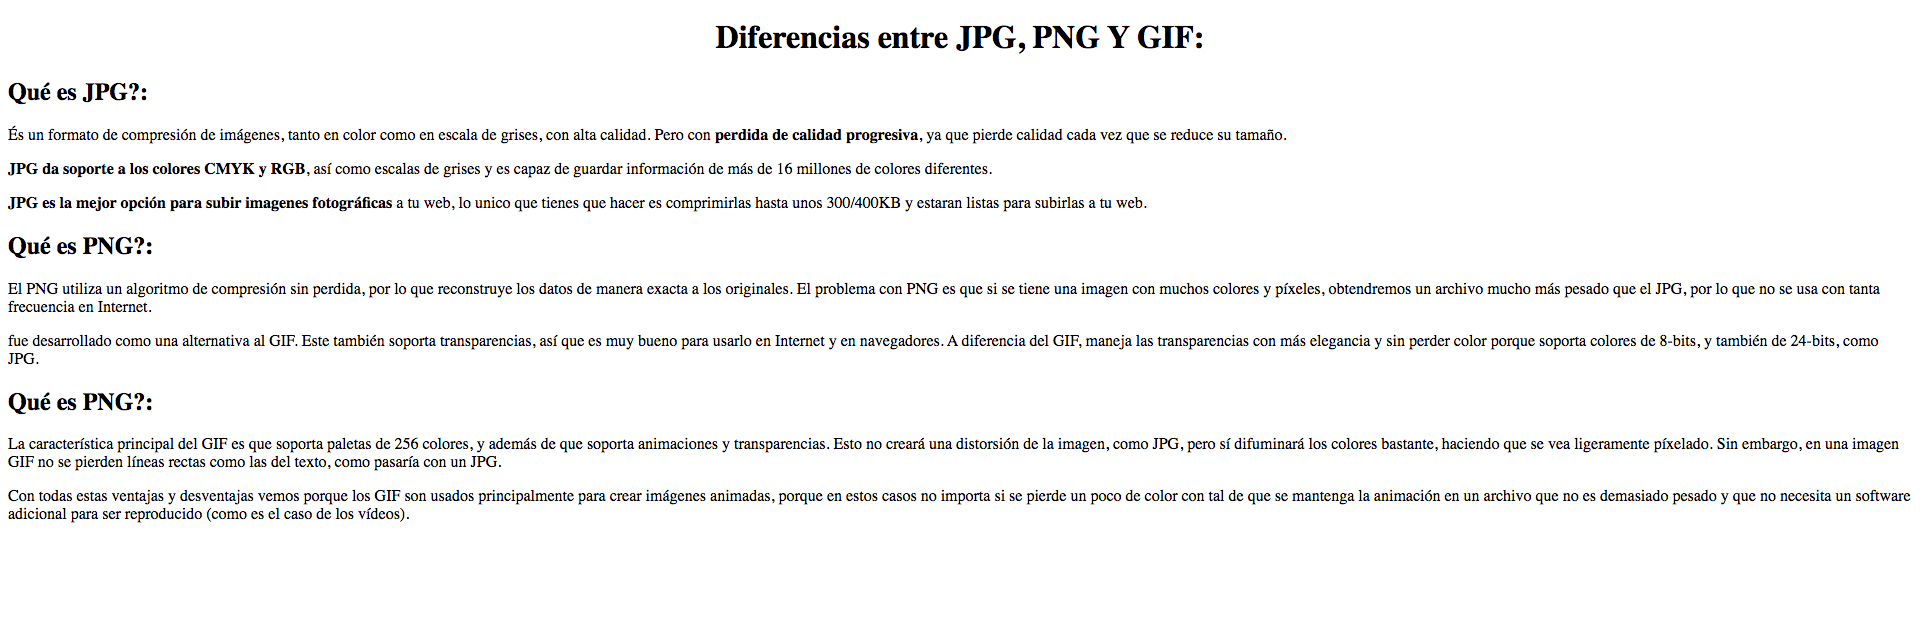 Diferencias entre JPG, PNG Y GIF:
Qué es JPG?:
És un formato de compresión de imágenes, tanto en color como en escala de grises, con alta calidad. Pero con perdida de calidad progresiva, ya que pierde calidad cada vez que se reduce su tamaño.
JPG da soporte a los colores CMYK y RGB, así como escalas de grises y es capaz de guardar información de más de 16 millones de colores diferentes.
JPG es la mejor opción para subir imagenes fotográficas a tu web, lo unico que tienes que hacer es comprimirlas hasta unos 300/400KB y estaran listas para subirlas a tu web.
Qué es PNG?:
El PNG utiliza un algoritmo de compresión sin perdida, por lo que reconstruye los datos de manera exacta a los originales. El problema con PNG es que si se tiene una imagen con muchos colores y píxeles, obtendremos un archivo mucho más pesado que el JPG, por lo que no se usa con tanta
frecuencia en Internet.
fue desarrollado como una alternativa al GIF. Este también soporta transparencias, así que es muy bueno para usarlo en Internet y en navegadores. A diferencia del GIF, maneja las transparencias con más elegancia y sin perder color porque soporta colores de 8-bits, y también de 24-bits, como
JPG.
Qué es PNG?:
La característica principal del GIF es que soporta paletas de 256 colores, y además de que soporta animaciones y transparencias. Esto no creará una distorsión de la imagen, como JPG, pero sí difuminará los colores bastante, haciendo que se vea ligeramente píxelado. Sin embargo, en una imagen
GIF no se pierden líneas rectas como las del texto, como pasaría con un JPG.
Con todas estas ventajas y desventajas vemos porque los GIF son usados principalmente para crear imágenes animadas, porque en estos casos no importa si se pierde un poco de color con tal de que se mantenga la animación en un archivo que no es demasiado pesado y que no necesita un software
adicional para ser reproducido (como es el caso de los vídeos).